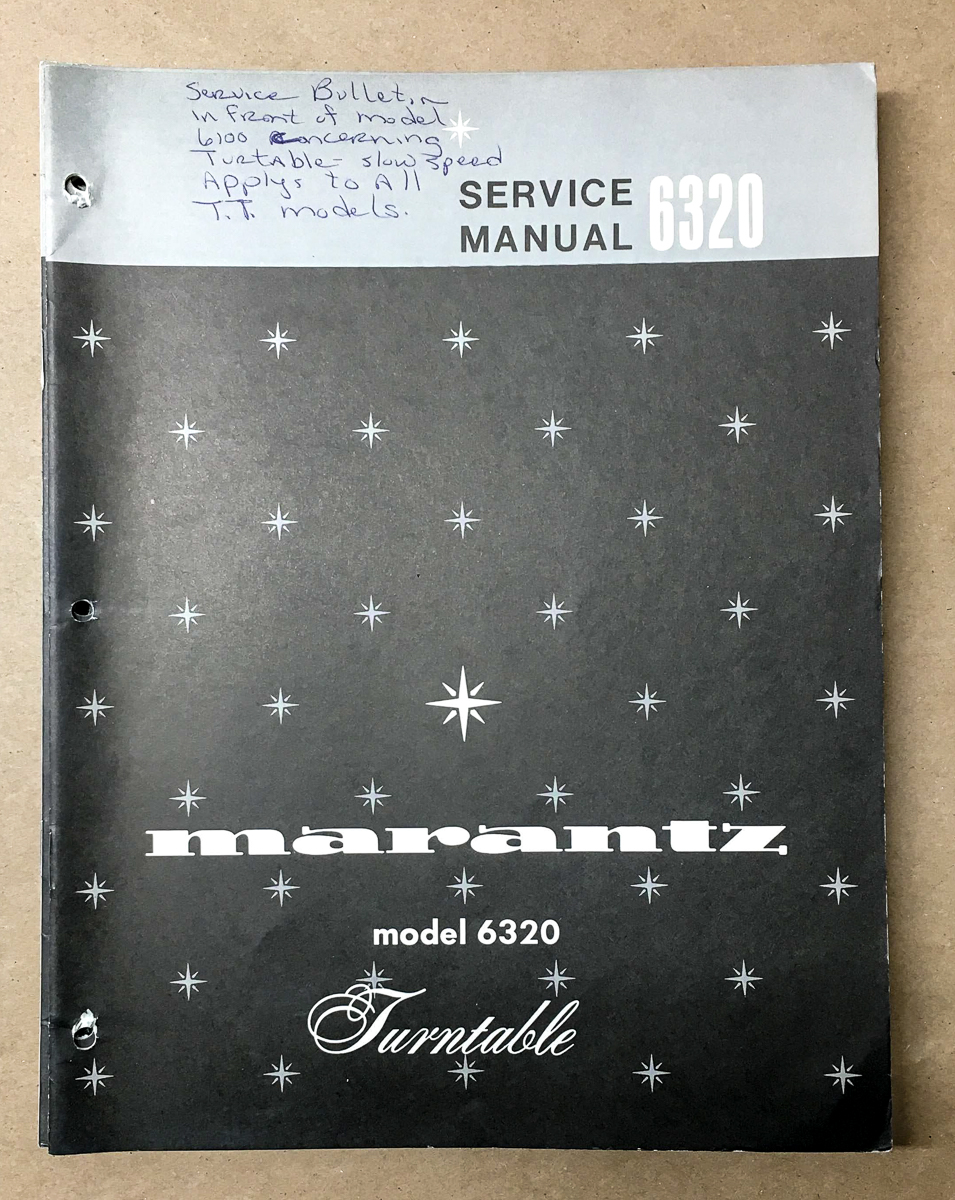 Service Bulletin
in front of model
6100 Concerning
Turtable - slow speed
Applys to All
T.T. models.
SERVICE
MANUAL 6320
marantz
model 6320
Turntable